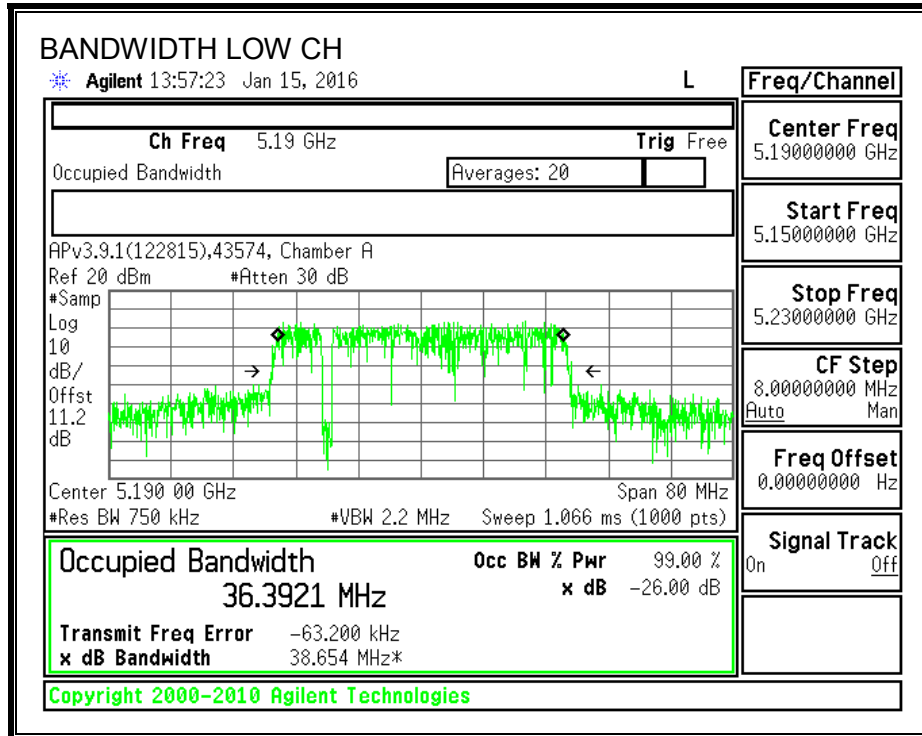 BANDWIDTH LOW CH
Agilent 13:57:23 Jan 15, 2016 L
Ch Freq 5.19 GHz Trig Free
Occupied Bandwidth Averages: 20
APv3.9.1(122815),43574, Chamber A
Ref 20 dBm #Atten 30 dB
#Samp
Log
10
dB/
Offst
11.2
dB
Center 5.190 00 GHz Span 80 MHz
#Res BW 750 kHz #VBW 2.2 MHz Sweep 1.066 ms (1000 pts)
Occupied Bandwidth Occ BW % Pwr 99.00 %
36.3921 MHz x dB -26.00 dB
Transmit Freq Error -63.200 kHz
x dB Bandwidth 38.654 MHz*
Copyright 2000-2010 Agilent Technologies
Freq/Channel
Center Freq
5.19000000 GHz
Start Freq
5.15000000 GHz
Stop Freq
5.23000000 GHz
CF Step
8.00000000 MHz
Auto Man
Freq Offset
0.00000000 Hz
Signal Track
On Off